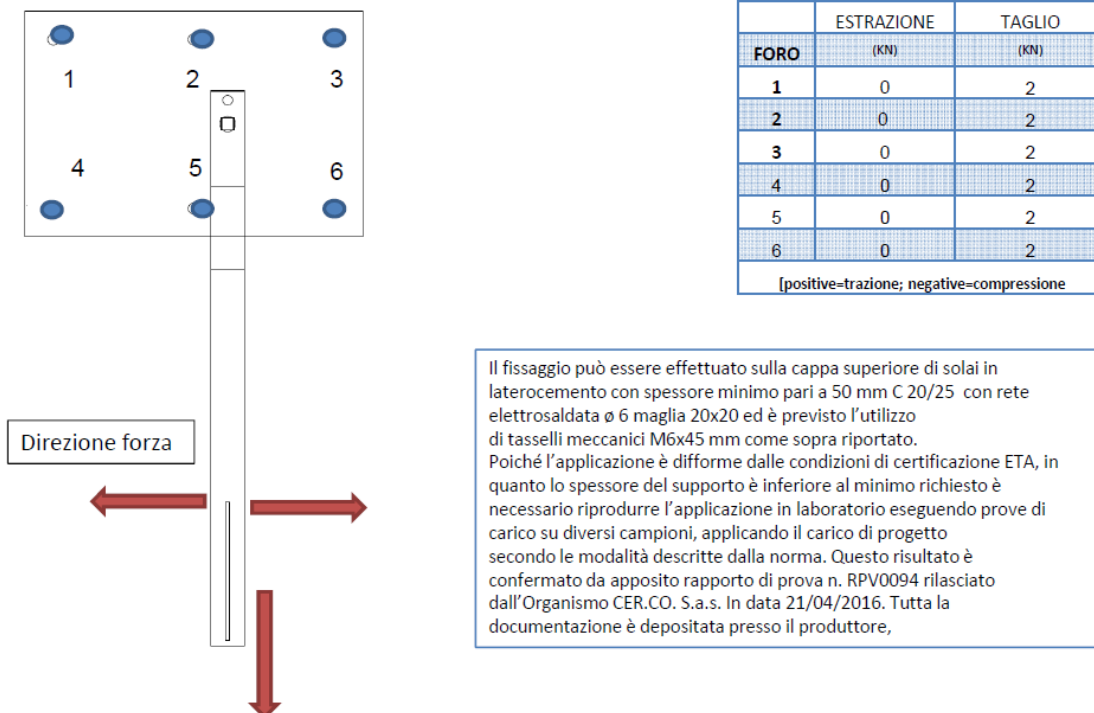 1 2 3
4 5 6
Direzione forza
ESTRAZIONE TAGLIO
FORO (KN) (KN)
1 0 2
2 0 2
3 0 2
4 0 2
5 0 2
6 0 2
[positive=trazione; negative=compressione
Il fissaggio può essere effettuato sulla cappa superiore di solai in
laterocemento con spessore minimo pari a 50 mm C 20/25 con rete
elettrosaldata ø 6 maglia 20x20 ed è previsto l'utilizzo
di tasselli meccanici M6x45 mm come sopra riportato.
Poiché l'applicazione è difforme dalle condizioni di certificazione ETA, in
quanto lo spessore del supporto è inferiore al minimo richiesto è
necessario riprodurre l'applicazione in laboratorio eseguendo prove di
carico su diversi campioni, applicando il carico di progetto
secondo le modalità descritte dalla norma. Questo risultato è
confermato da apposito rapporto di prova n. RPV0094 rilasciato
dall'Organismo CER.CO. S.a.s. In data 21/04/2016. Tutta la
documentazione è depositata presso il produttore,